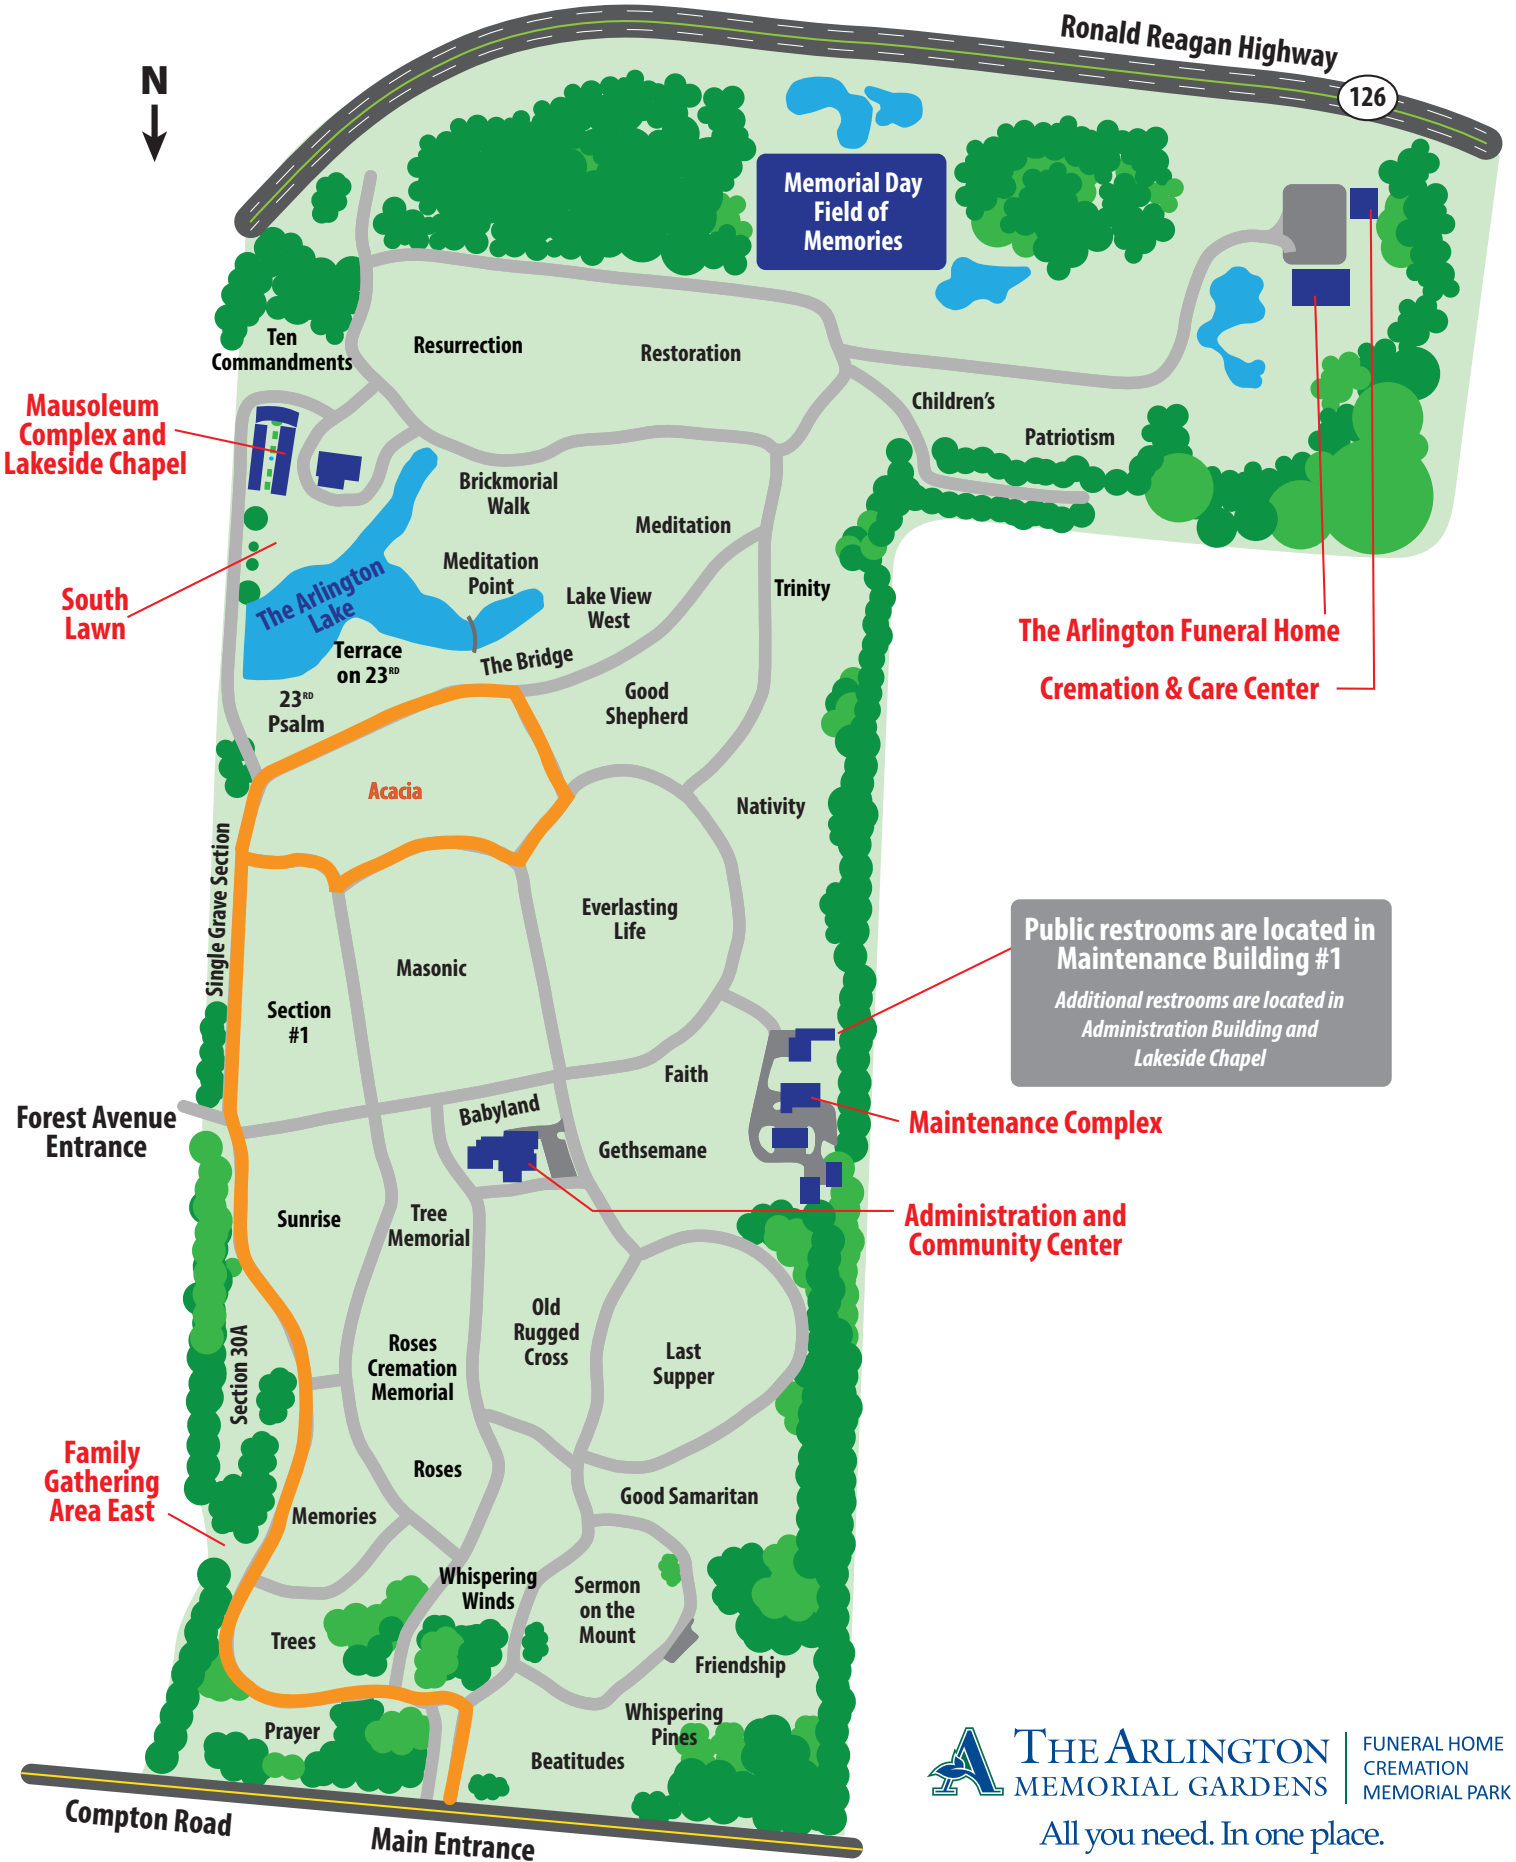 Ronald Reagan Highway
126
N
Memorial Day
Field of
Memories
Ten
Commandments
Resurrection
Restoration
Children's
Patriotism
Mausoleum
Complex and
Lakeside Chapel
Brickmorial
Walk
Meditation
Meditation
Point
South
Lawn
The Arlington
Lake
Lake View
West
Trinity
The Arlington Funeral Home
Cremation & Care Center
Terrace
on 23RD
The Bridge
23RD
Psalm
Good
Shepherd
Acacia
Nativity
Single Grave Section
Everlasting
Life
Masonic
Section
#1
Public restrooms are located in
Maintenance Building #1
Additional restrooms are located in
Administration Building and
Lakeside Chapel
Faith
Forest Avenue
Entrance
Babyland
Gethsemane
Maintenance Complex
Sunrise
Tree
Memorial
Administration and
Community Center
Section 30A
Old
Rugged
Cross
Roses
Cremation
Memorial
Last
Supper
Family
Gathering
Area East
Roses
Good Samaritan
Memories
Whispering
Winds
Sermon
on the
Mount
Trees
Friendship
Prayer
Whispering
Pines
Beatitudes
Compton Road
Main Entrance
A
THE ARLINGTON
MEMORIAL GARDENS
FUNERAL HOME
CREMATION
MEMORIAL PARK
All you need. In one place.